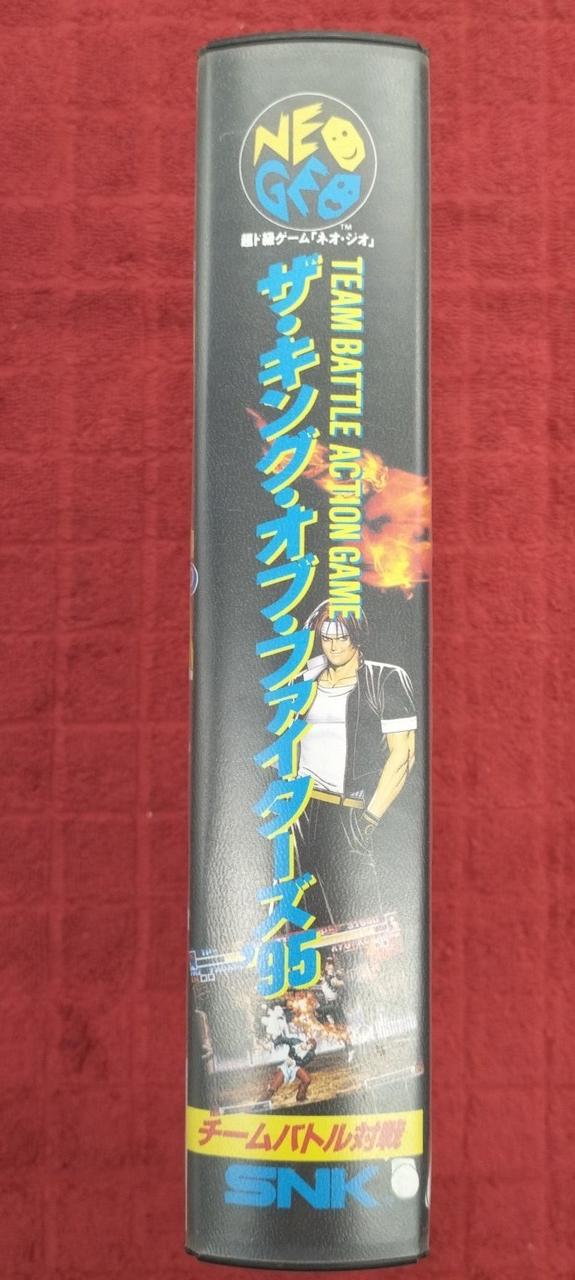 NEO
GEO
TM
超ド級ゲーム「ネオ・ジオ」
TEAM BATTLE ACTION GAME
ザ・キング・オブ・ファイターズ'95
チームバトル対戦
SNK